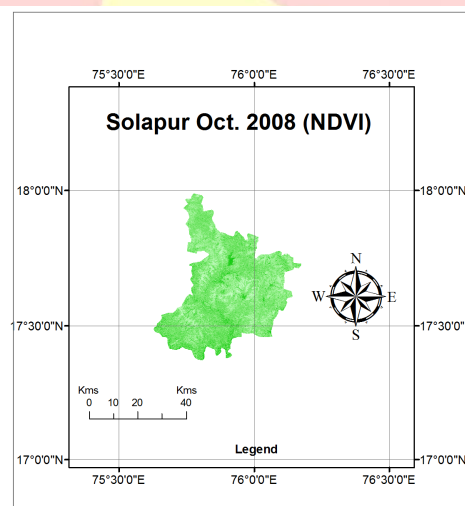 75°30'0"E 76°0'0"E 76°30'0"E
Solapur Oct. 2008 (NDVI)
18°0'0"N 18°0'0"N
N
W E
S
17°30'0"N 17°30'0"N
Kms Kms
0 10 20 40
Legend
17°0'0"N 17°0'0"N
75°30'0"E 76°0'0"E 76°30'0"E